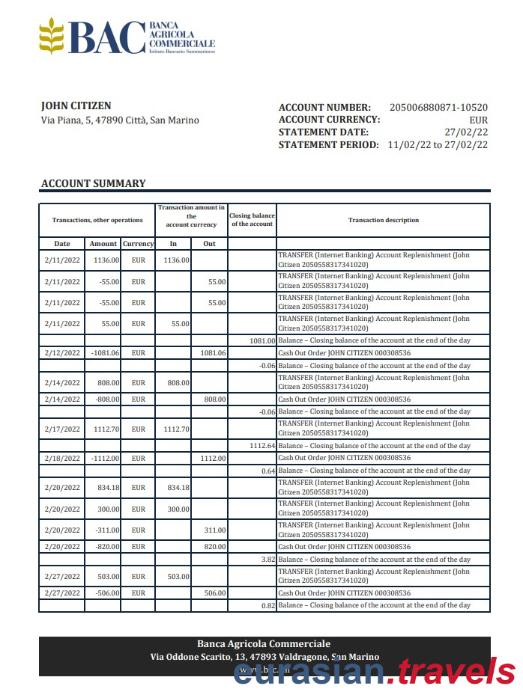 BAC BANCA
AGRICOLA
COMMERCIALE
Istituto Bancario Sammarinese
JOHN CITIZEN
Via Piana, 5, 47890 Città, San Marino
ACCOUNT NUMBER: 205006880871-10520
ACCOUNT CURRENCY: EUR
STATEMENT DATE: 27/02/22
STATEMENT PERIOD: 11/02/22 to 27/02/22
ACCOUNT SUMMARY
Transactions, other operations
Transaction amount in
the
account currency
Closing balance
of the account
Transaction description
Date Amount Currency In Out
2/11/2022 1136.00 EUR 1136.00 TRANSFER (Internet Banking) Account Replenishment (John
Citizen 2050558317341020)
2/11/2022 -55.00 EUR 55.00 TRANSFER (Internet Banking) Account Replenishment (John
Citizen 2050558317341020)
2/11/2022 -55.00 EUR 55.00 TRANSFER (Internet Banking) Account Replenishment (John
Citizen 2050558317341020)
2/11/2022 55.00 EUR 55.00 TRANSFER (Internet Banking) Account Replenishment (John
Citizen 2050558317341020)
1081.00 Balance – Closing balance of the account at the end of the day
2/12/2022 -1081.06 EUR 1081.06 Cash Out Order JOHN CITIZEN 000308536
-0.06 Balance – Closing balance of the account at the end of the day
2/14/2022 808.00 EUR 808.00 TRANSFER (Internet Banking) Account Replenishment (John
Citizen 2050558317341020)
2/14/2022 -808.00 EUR 808.00 Cash Out Order JOHN CITIZEN 000308536
-0.06 Balance – Closing balance of the account at the end of the day
2/17/2022 1112.70 EUR 1112.70 TRANSFER (Internet Banking) Account Replenishment (John
Citizen 2050558317341020)
1112.64 Balance – Closing balance of the account at the end of the day
2/18/2022 -1112.00 EUR 1112.00 Cash Out Order JOHN CITIZEN 000308536
0.64 Balance – Closing balance of the account at the end of the day
2/20/2022 834.18 EUR 834.18 TRANSFER (Internet Banking) Account Replenishment (John
Citizen 2050558317341020)
2/20/2022 300.00 EUR 300.00 TRANSFER (Internet Banking) Account Replenishment (John
Citizen 2050558317341020)
2/20/2022 -311.00 EUR 311.00 TRANSFER (Internet Banking) Account Replenishment (John
Citizen 2050558317341020)
2/20/2022 -820.00 EUR 820.00 Cash Out Order JOHN CITIZEN 000308536
3.82 Balance – Closing balance of the account at the end of the day
2/27/2022 503.00 EUR 503.00 TRANSFER (Internet Banking) Account Replenishment (John
Citizen 2050558317341020)
2/27/2022 -506.00 EUR 506.00 Cash Out Order JOHN CITIZEN 000308536
0.82 Balance – Closing balance of the account at the end of the day
Banca Agricola Commerciale
Via Oddone Scarito, 13, 47893 Valdragone, San Marino
eurasian.travels